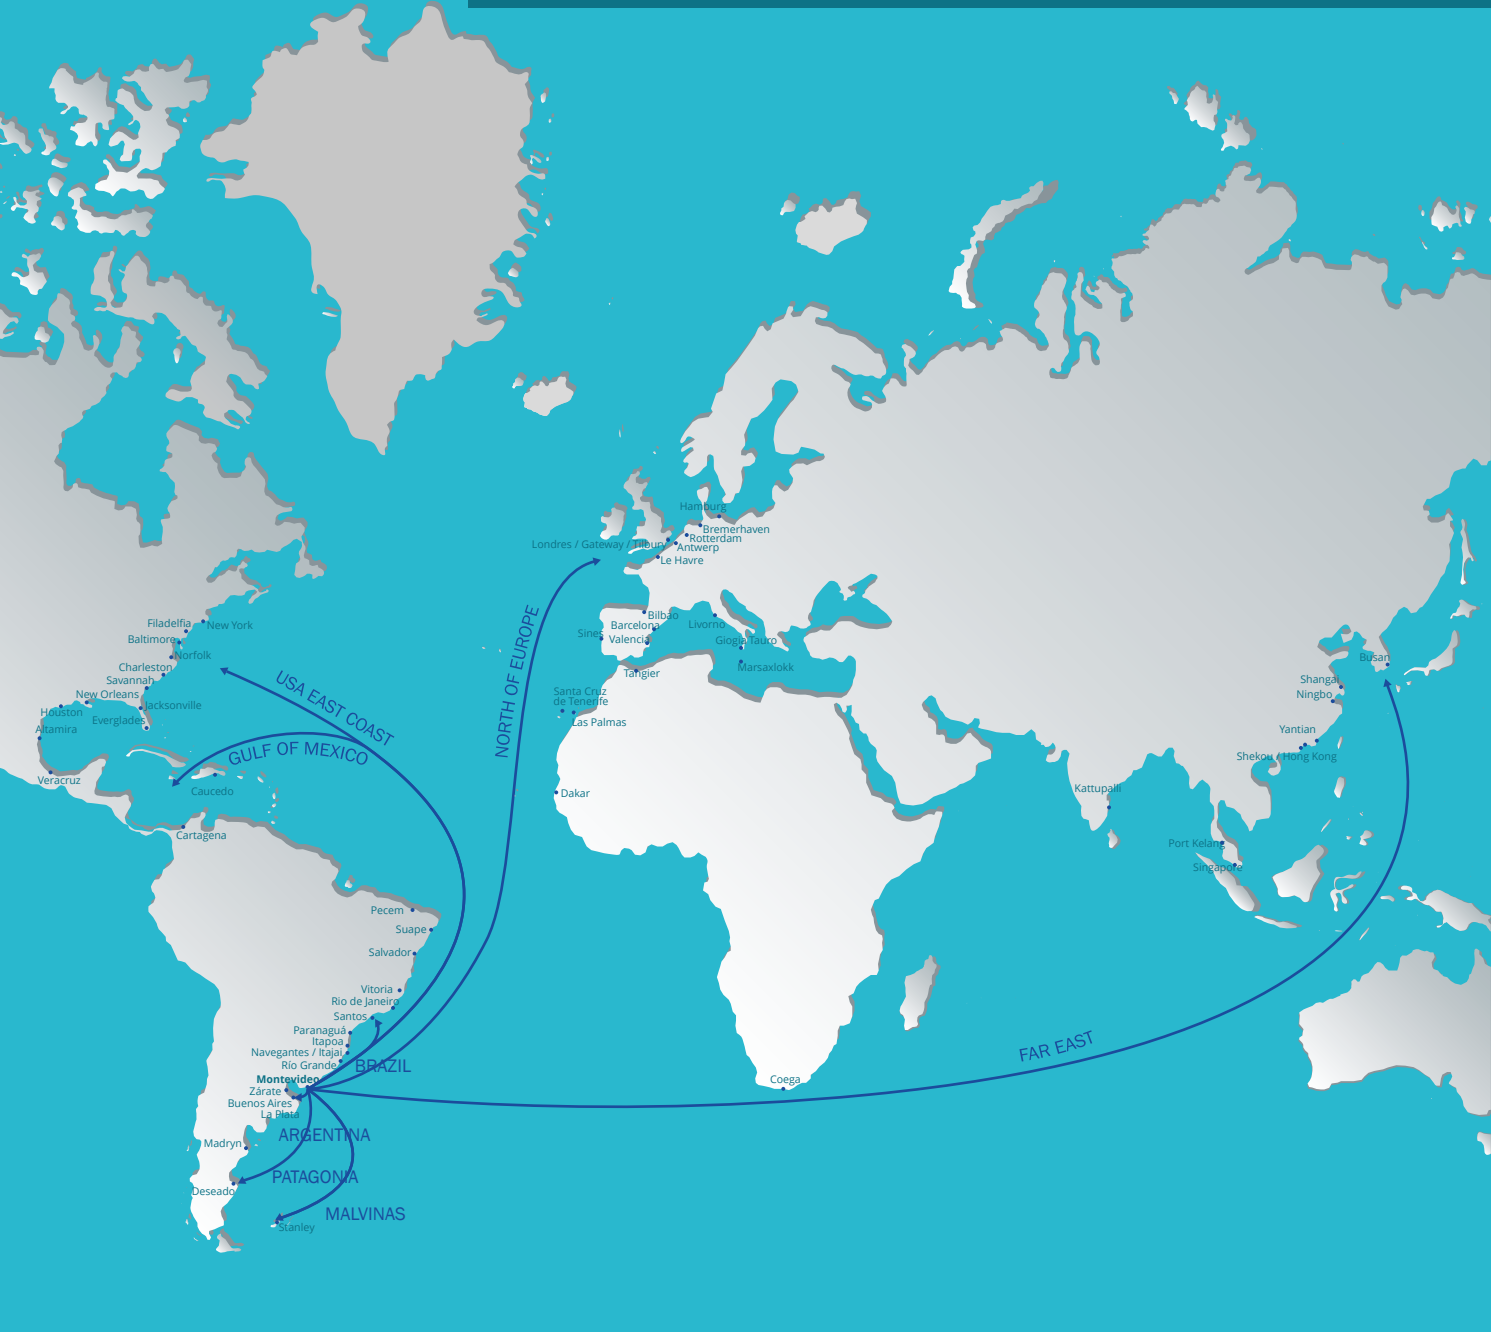 Hamburg
Bremerhaven
Rotterdam
Londres / Gateway / Tilbury
Antwerp
Le Havre
Bilbao
Barcelona
Livorno
Sines
Valencia
Giogia Tauro
Marsaxlokk
Tangier
Santa Cruz
de Tenerife
Las Palmas
Dakar
Filadelfia
New York
Baltimore
Norfolk
Charleston
Savannah
New Orleans
Jacksonville
Houston
Everglades
Altamira
Veracruz
Caucedo
Cartagena
USA EAST COAST
GULF OF MEXICO
NORTH OF EUROPE
Busan
Shangai
Ningbo
Yantian
Shekou / Hong Kong
Kattupalli
Port Kelang
Singapore
Pecem
Suape
Salvador
Vitoria
Rio de Janeiro
Santos
Paranaguá
Itapoa
Navegantes / Itajai
Río Grande
BRAZIL
Montevideo
Zárate
Buenos Aires
La Plata
ARGENTINA
Madryn
PATAGONIA
Deseado
MALVINAS
Stanley
Coega
FAR EAST